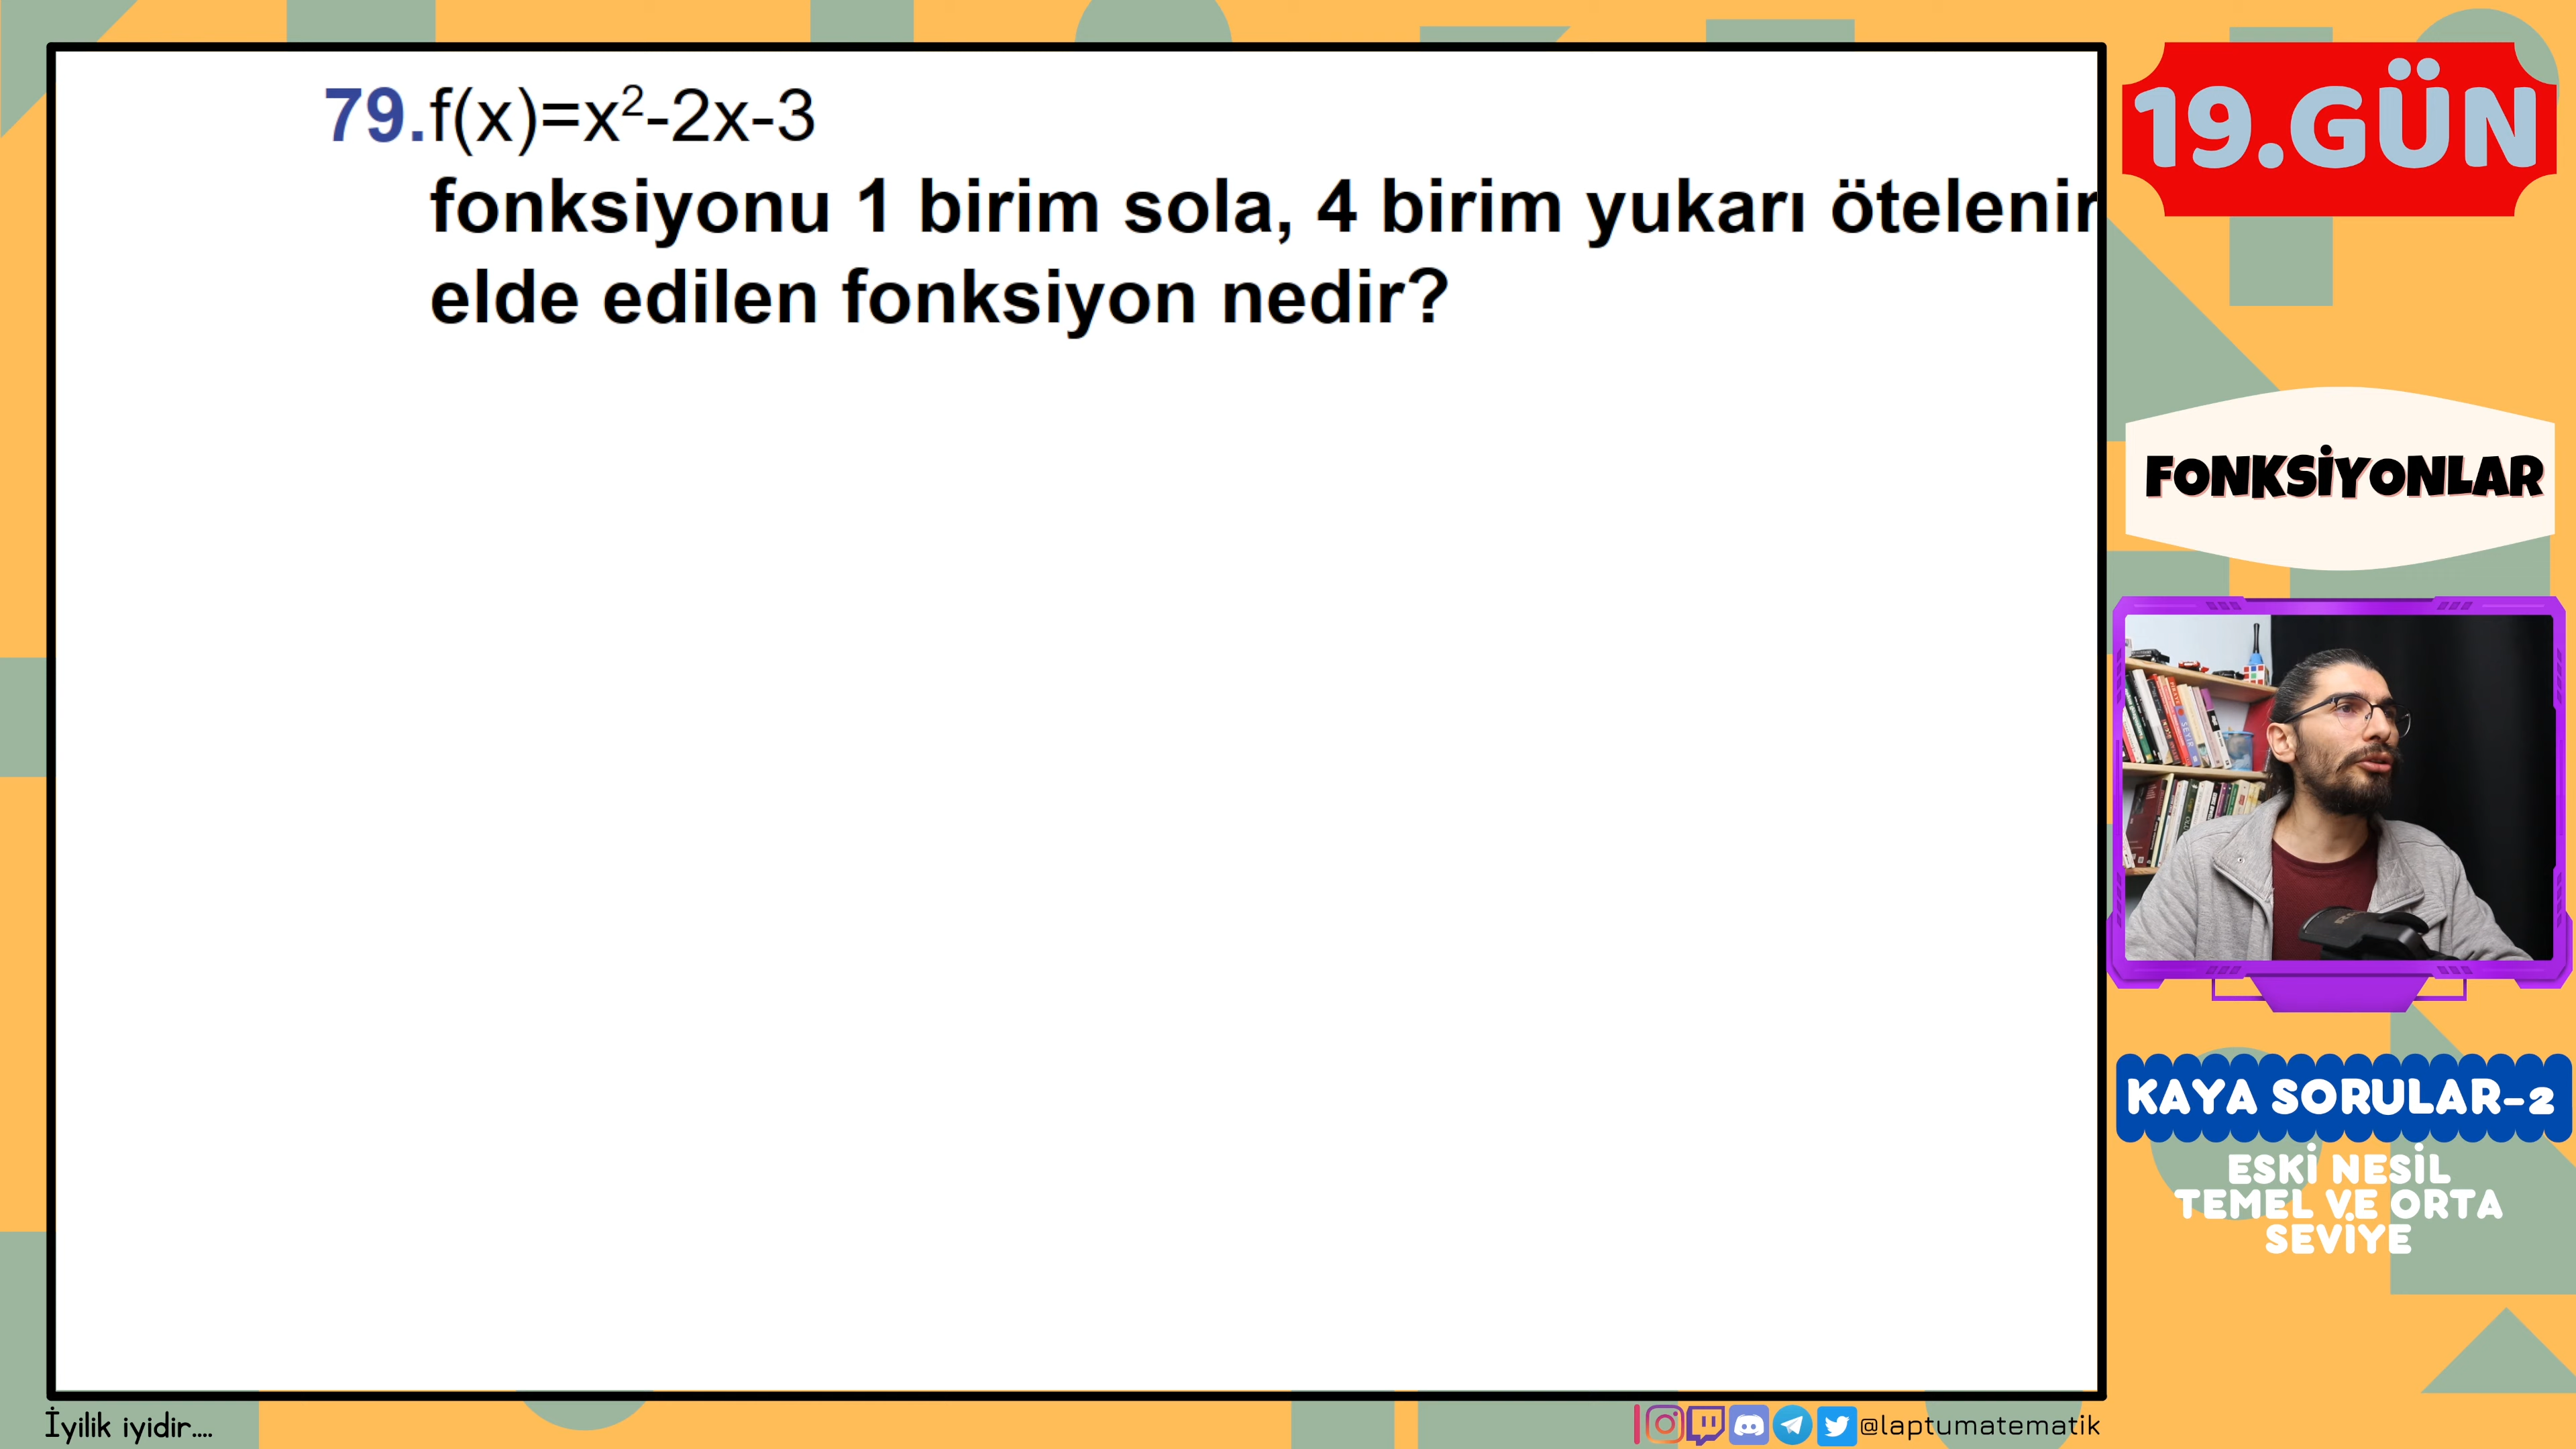 79.f(x)=x²-2x-3
fonksiyonu 1 birim sola, 4 birim yukarı ötelenir
elde edilen fonksiyon nedir?
19.GÜN
FONKSİYONLAR
KAYA SORULAR-2
ESKİ NESİL
TEMEL VE ORTA
SEVİYE
İyilik iyidir....
@laptumatematik